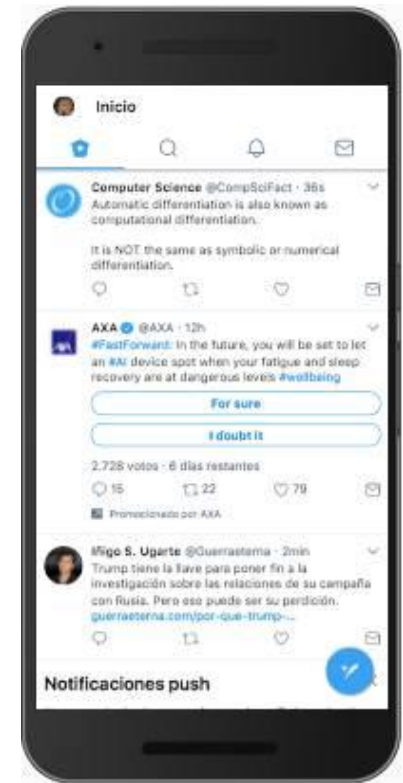 Inicio
Computer Science @CompSciFact · 36s
Automatic differentiation is also known as
computational differentiation.
It is NOT the same as symbolic or numerical
differentiation.
AXA @AXA · 12h
#FastForward: In the future, you will be set to let
an #AI device spot when your fatigue and sleep
recovery are at dangerous levels #wellbeing
For sure
I doubt it
2.728 votos · 6 días restantes
15 22 79
Promocionado por AXA
Iñigo S. Ugarte @Guerraeterna · 2min
Trump tiene la llave para poner fin a la
investigación sobre las relaciones de su campaña
con Rusia. Pero eso puede ser su perdición.
guerraeterna.com/por-que-trump-...
Notificaciones push